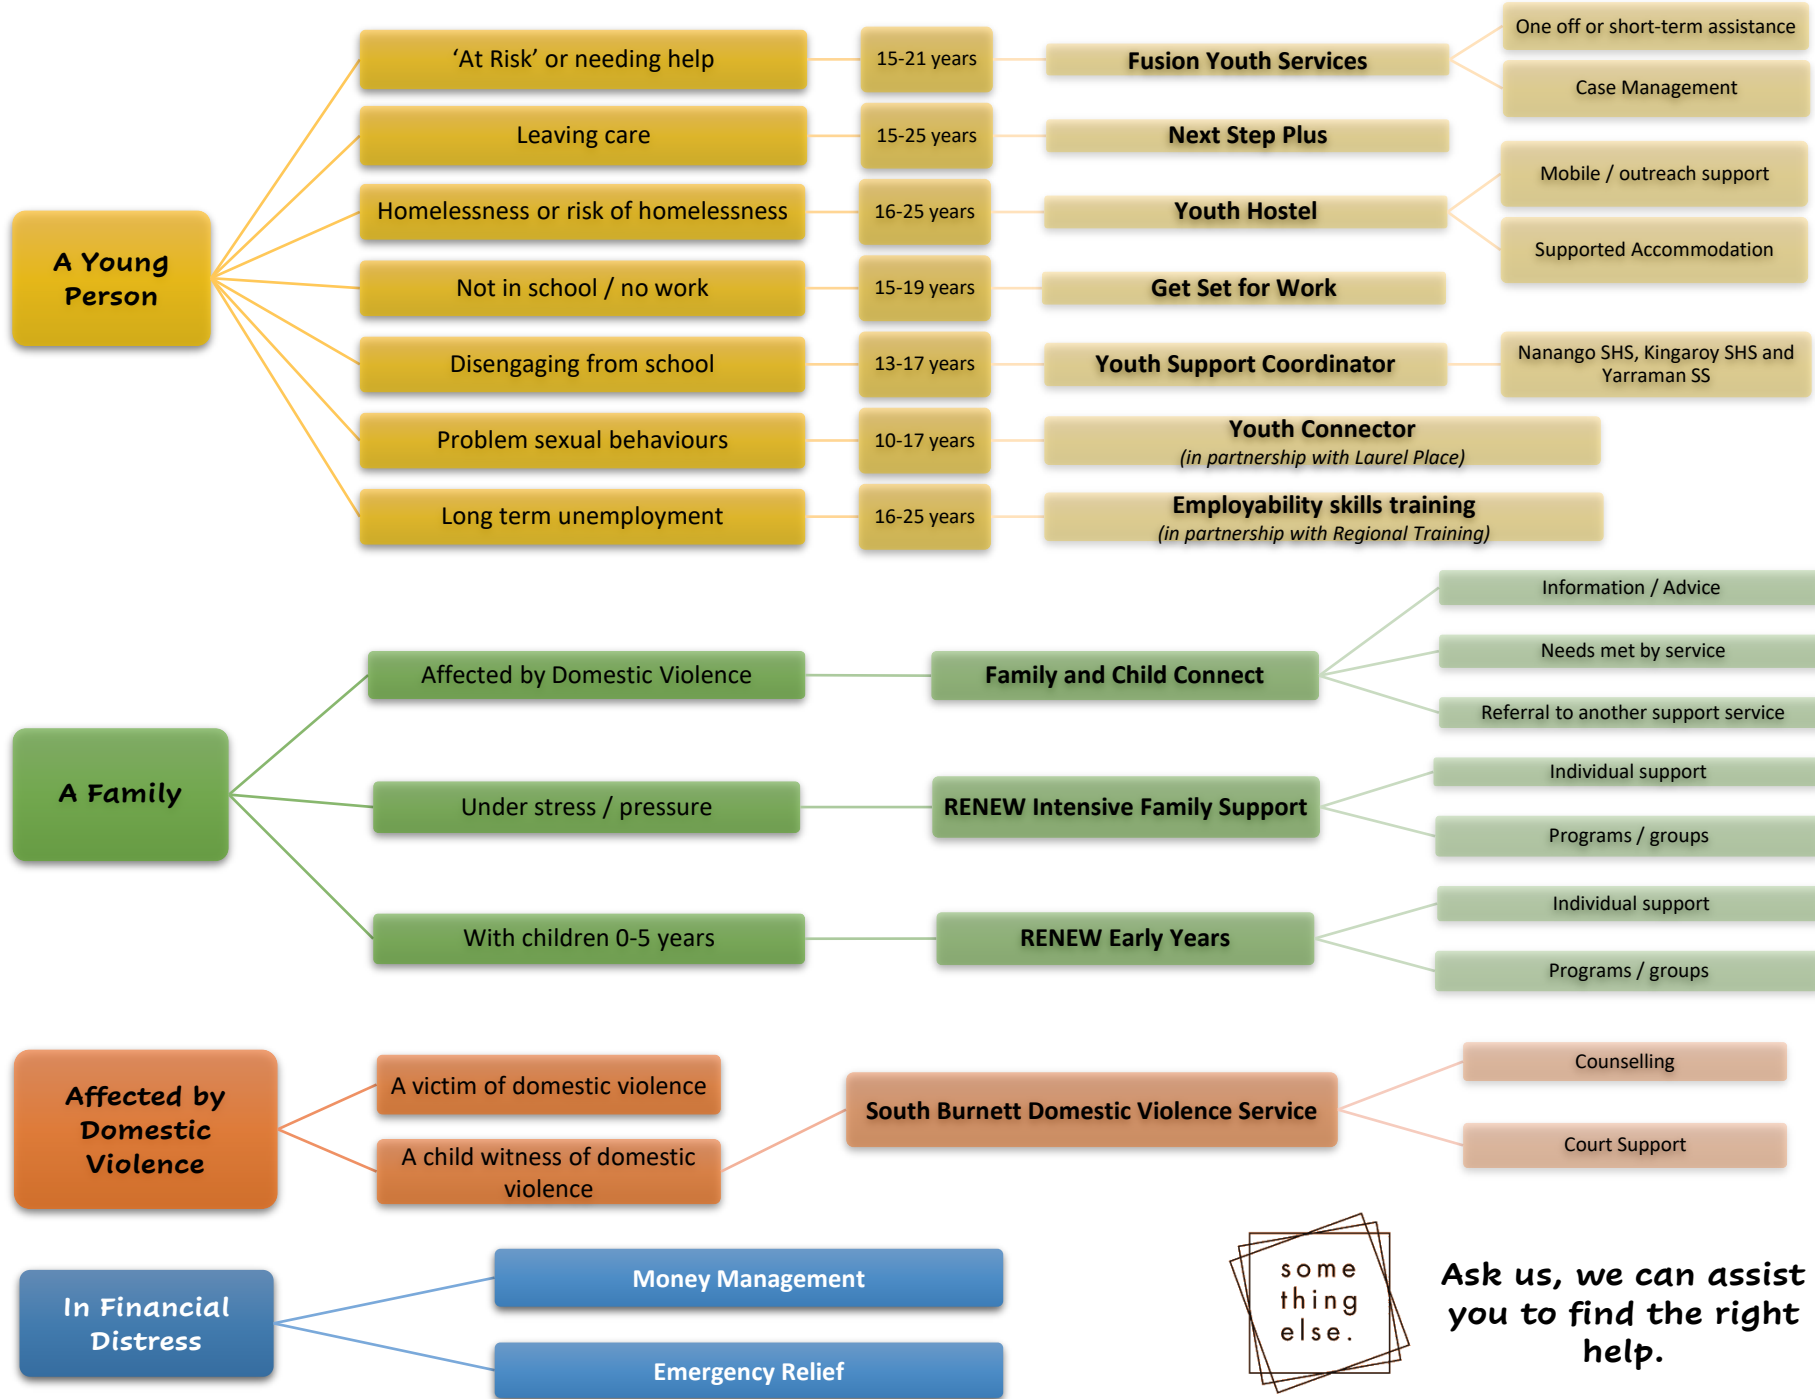 A Young
Person
'At Risk' or needing help
15-21 years
Fusion Youth Services
One off or short-term assistance
Case Management
Leaving care
15-25 years
Next Step Plus
Homelessness or risk of homelessness
16-25 years
Youth Hostel
Mobile / outreach support
Supported Accommodation
Not in school / no work
15-19 years
Get Set for Work
Disengaging from school
13-17 years
Youth Support Coordinator
Nanango SHS, Kingaroy SHS and
Yarraman SS
Problem sexual behaviours
10-17 years
Youth Connector
(in partnership with Laurel Place)
Long term unemployment
16-25 years
Employability skills training
(in partnership with Regional Training)
A Family
Affected by Domestic Violence
Family and Child Connect
Information / Advice
Needs met by service
Referral to another support service
Under stress / pressure
RENEW Intensive Family Support
Individual support
Programs / groups
With children 0-5 years
RENEW Early Years
Individual support
Programs / groups
Affected by
Domestic
Violence
A victim of domestic violence
A child witness of domestic
violence
South Burnett Domestic Violence Service
Counselling
Court Support
In Financial
Distress
Money Management
Emergency Relief
some
thing
else.
Ask us, we can assist
you to find the right
help.